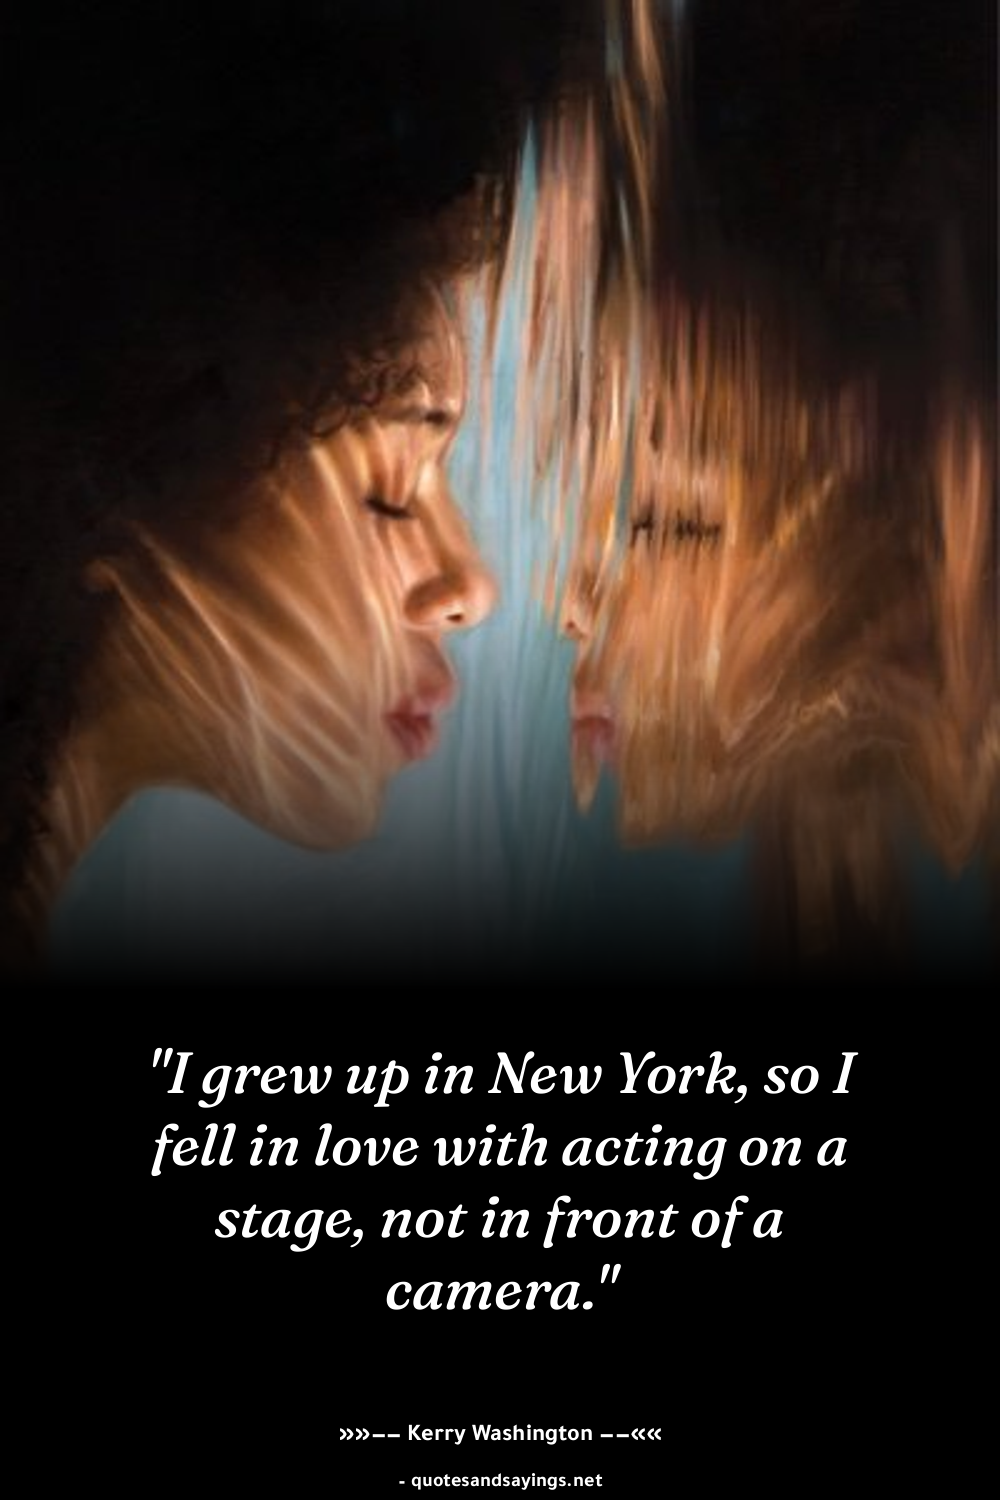 "I grew up in New York, so I
fell in love with acting on a
stage, not in front of a
camera."
»»–– Kerry Washington ––««
- quotesandsayings.net